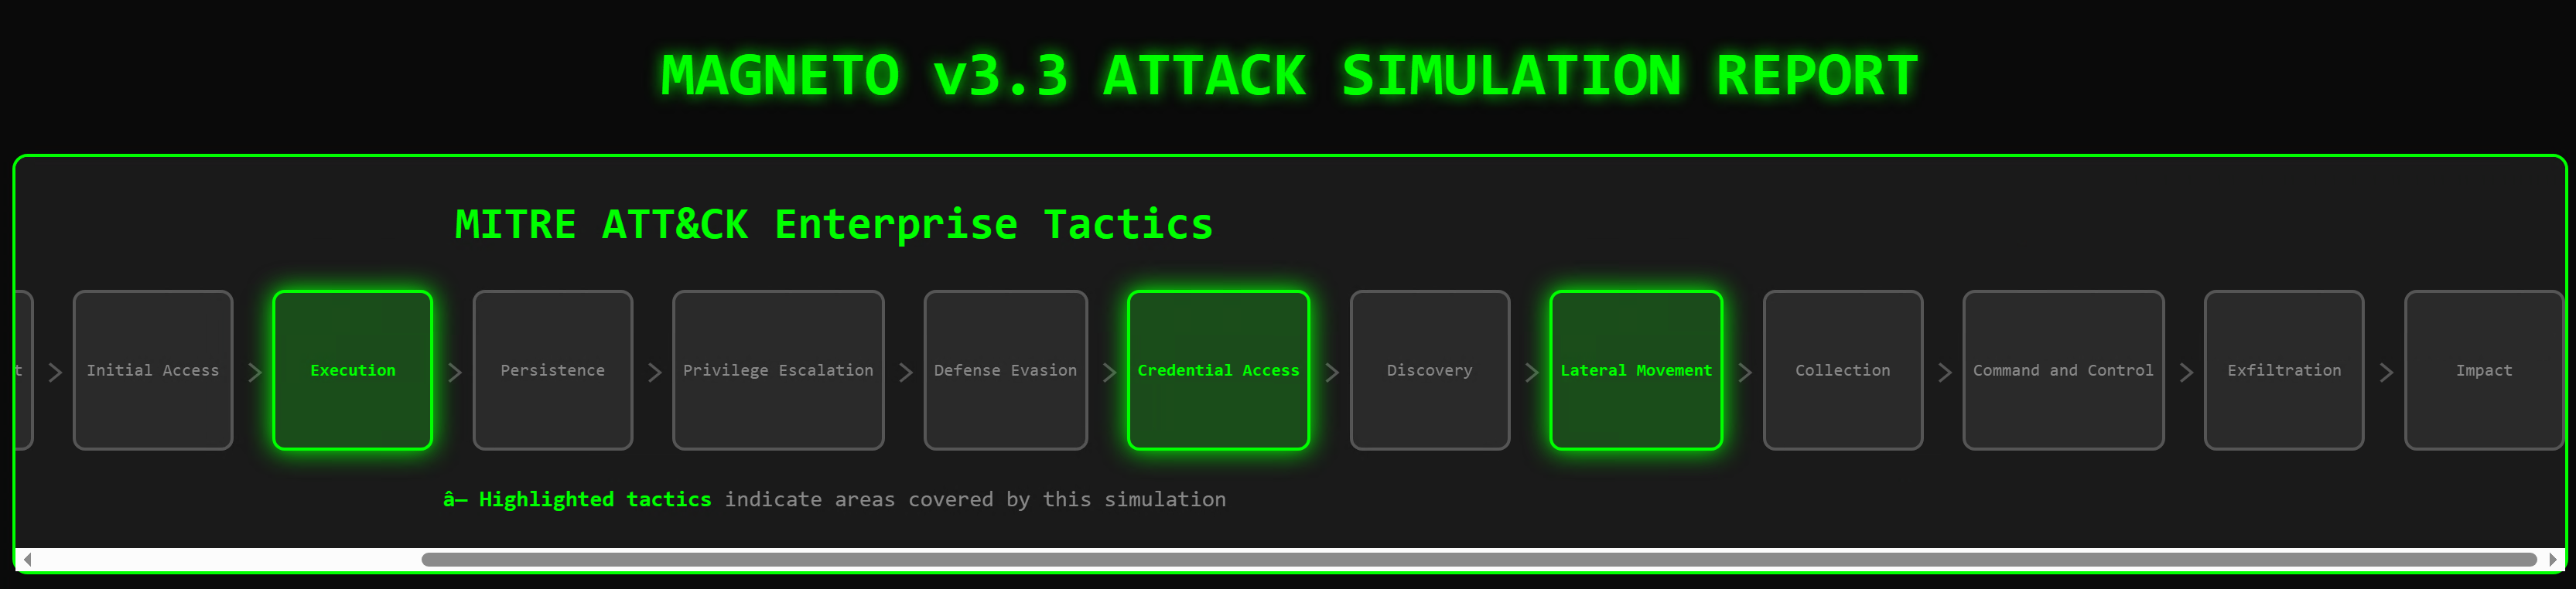 MAGNETO v3.3 ATTACK SIMULATION REPORT
MITRE ATT&CK Enterprise Tactics
t > Initial Access > Execution > Persistence > Privilege Escalation > Defense Evasion > Credential Access > Discovery > Lateral Movement > Collection > Command and Control > Exfiltration > Impact
â— Highlighted tactics indicate areas covered by this simulation